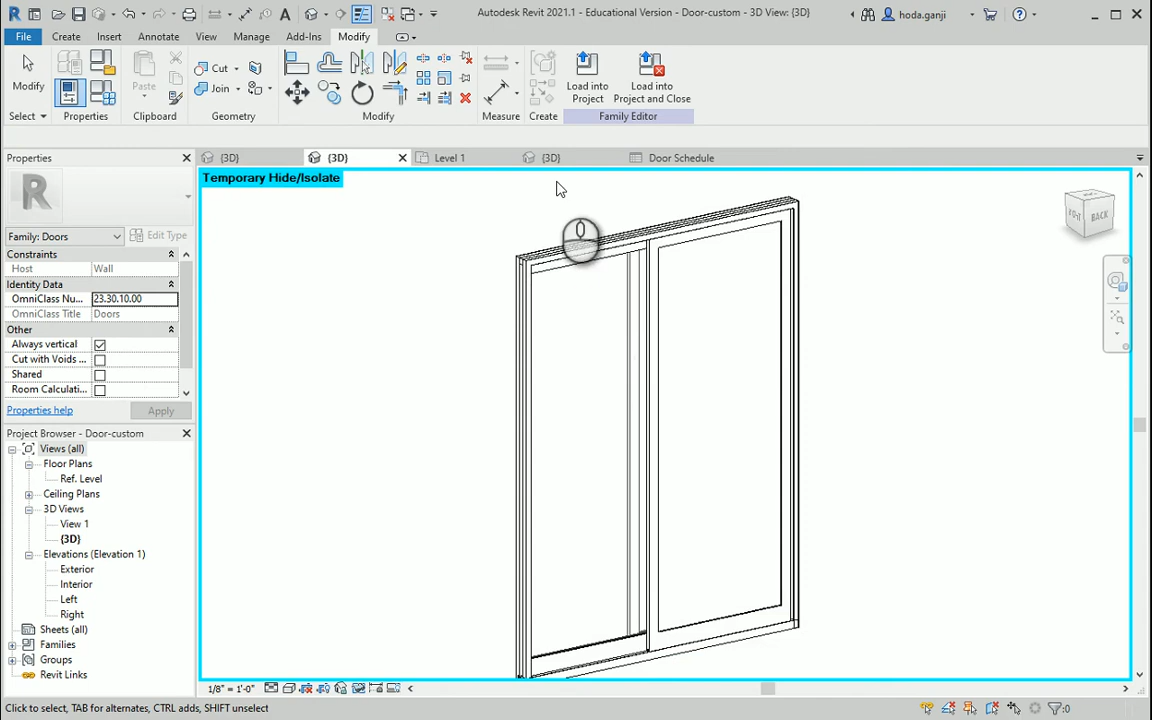 Autodesk Revit 2021.1 - Educational Version - Door-custom - 3D View: {3D}
hoda.ganji
File Create Insert Annotate View Manage Add-Ins Modify
Modify
Paste
Cut
Join
Load into Project
Load into Project and Close
Select Properties Clipboard Geometry Modify Measure Create Family Editor
Properties
{3D}
{3D}
Level 1
{3D}
Door Schedule
Temporary Hide/Isolate
Family: Doors
Edit Type
Constraints
Host Wall
Identity Data
OmniClass Nu... 23.30.10.00
OmniClass Title Doors
Other
Always vertical
Cut with Voids ...
Shared
Room Calculati...
Properties help
Apply
Project Browser - Door-custom
Views (all)
Floor Plans
Ref. Level
Ceiling Plans
3D Views
View 1
{3D}
Elevations (Elevation 1)
Exterior
Interior
Left
Right
Sheets (all)
Families
Groups
Revit Links
BACK
1/8" = 1'-0"
Click to select, TAB for alternates, CTRL adds, SHIFT unselect
:0